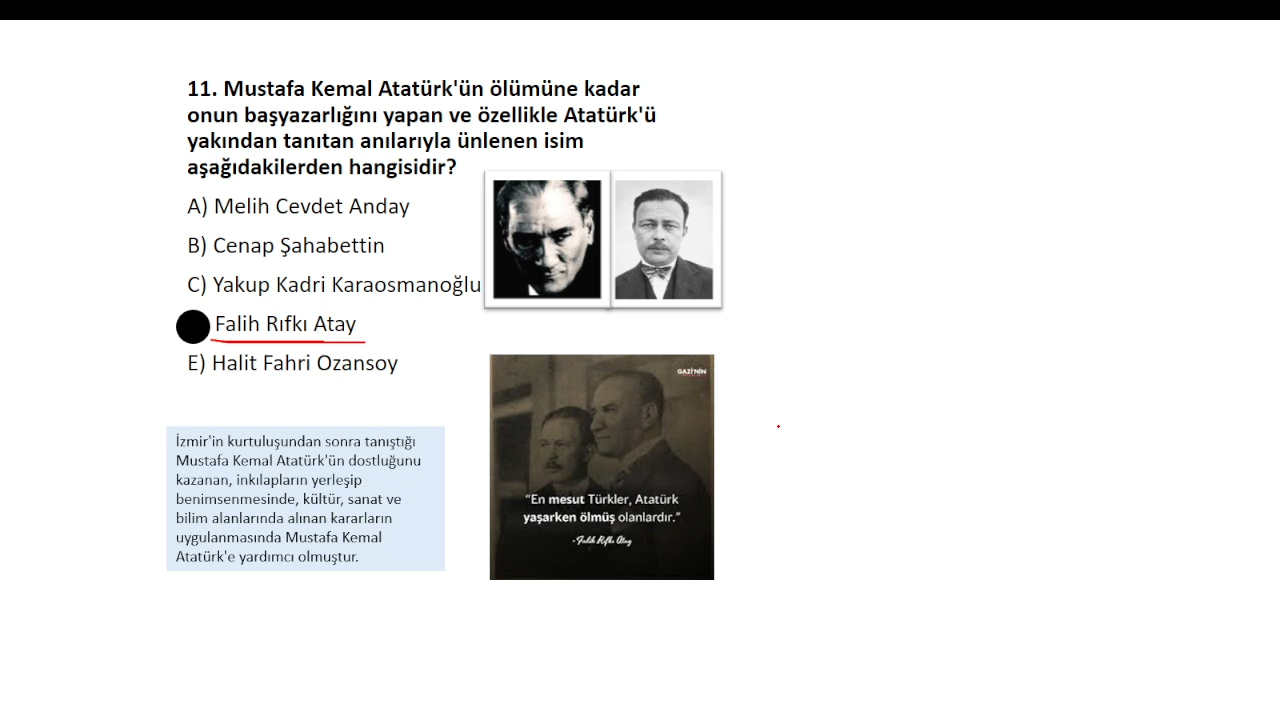 11. Mustafa Kemal Atatürk'ün ölümüne kadar
onun başyazarlığını yapan ve özellikle Atatürk'ü
yakından tanıtan anılarıyla ünlenen isim
aşağıdakilerden hangisidir?
A) Melih Cevdet Anday
B) Cenap Şahabettin
C) Yakup Kadri Karaosmanoğlu
Falih Rıfkı Atay
E) Halit Fahri Ozansoy
İzmir'in kurtuluşundan sonra tanıştığı
Mustafa Kemal Atatürk'ün dostluğunu
kazanan, inkılapların yerleşip
benimsenmesinde, kültür, sanat ve
bilim alanlarında alınan kararların
uygulanmasında Mustafa Kemal
Atatürk'e yardımcı olmuştur.
GAZİ'NİN
"En mesut Türkler, Atatürk
yaşarken ölmüş olanlardır."
-Falih Rıfkı Atay